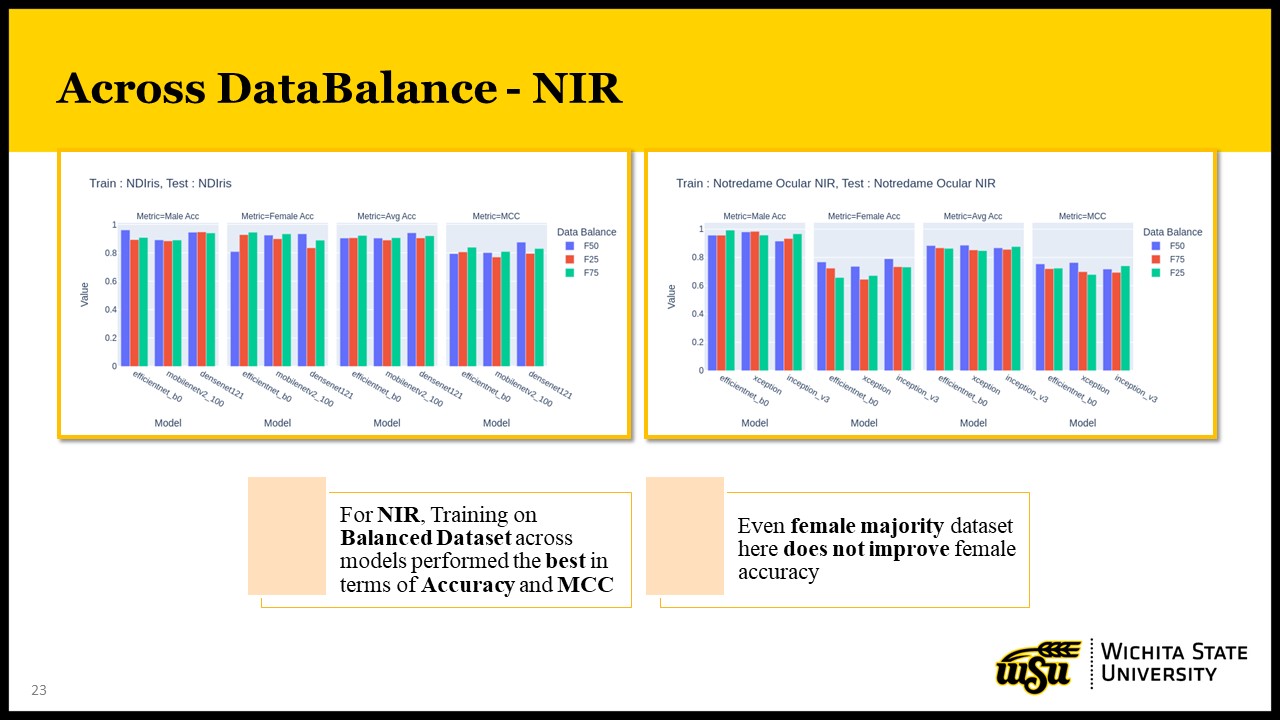 Across DataBalance - NIR
Train : NDIris, Test : NDIris
Metric=Male Acc
Metric=Female Acc
Metric=Avg Acc
Metric=MCC
Data Balance
F50
F25
F75
1
0.8
0.6
0.4
0.2
0
Value
efficientnet_b0
mobilenetv2_100
densenet121
efficientnet_b0
mobilenetv2_100
densenet121
efficientnet_b0
mobilenetv2_100
densenet121
efficientnet_b0
mobilenetv2_100
densenet121
Model
Model
Model
Model
Train : Notredame Ocular NIR, Test : Notredame Ocular NIR
Metric=Male Acc
Metric=Female Acc
Metric=Avg Acc
Metric=MCC
Data Balance
F50
F75
F25
1
0.8
0.6
0.4
0.2
0
Value
efficientnet_b0
xception
inception_v3
efficientnet_b0
xception
inception_v3
efficientnet_b0
xception
inception_v3
efficientnet_b0
xception
inception_v3
Model
Model
Model
Model
For NIR, Training on
Balanced Dataset across
models performed the best in
terms of Accuracy and MCC
Even female majority dataset
here does not improve female
accuracy
wsu
WICHITA STATE
UNIVERSITY
23